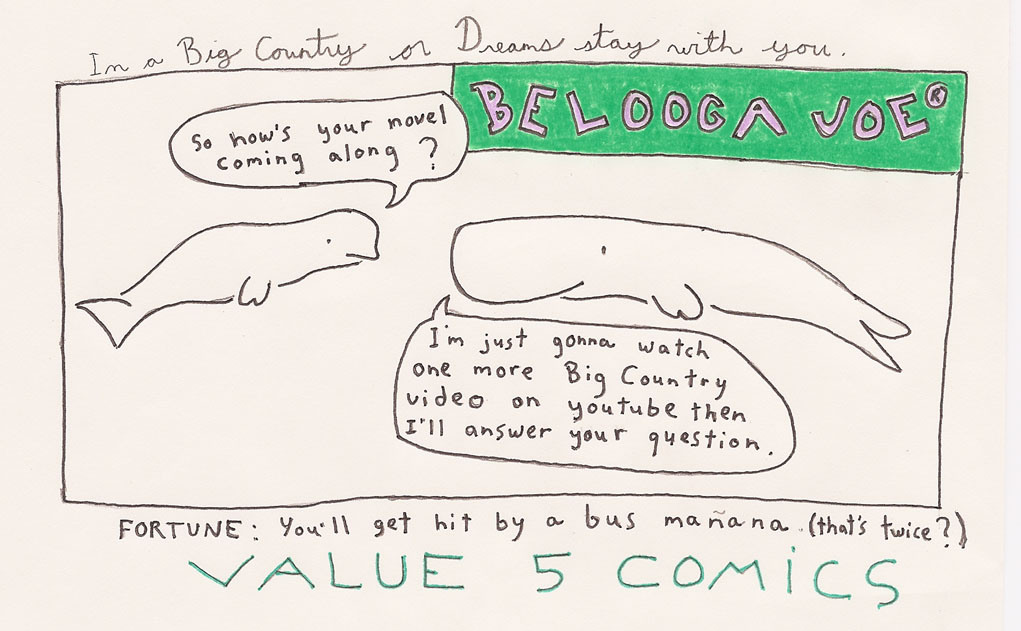 In a Big Country or Dreams stay with you.
BELOOGA JOE®
So how's your novel
coming along ?
I'm just gonna watch
one more Big Country
video on youtube then
I'll answer your question.
FORTUNE: You'll get hit by a bus mañana. (that's twice?)
VALUE 5 COMICS